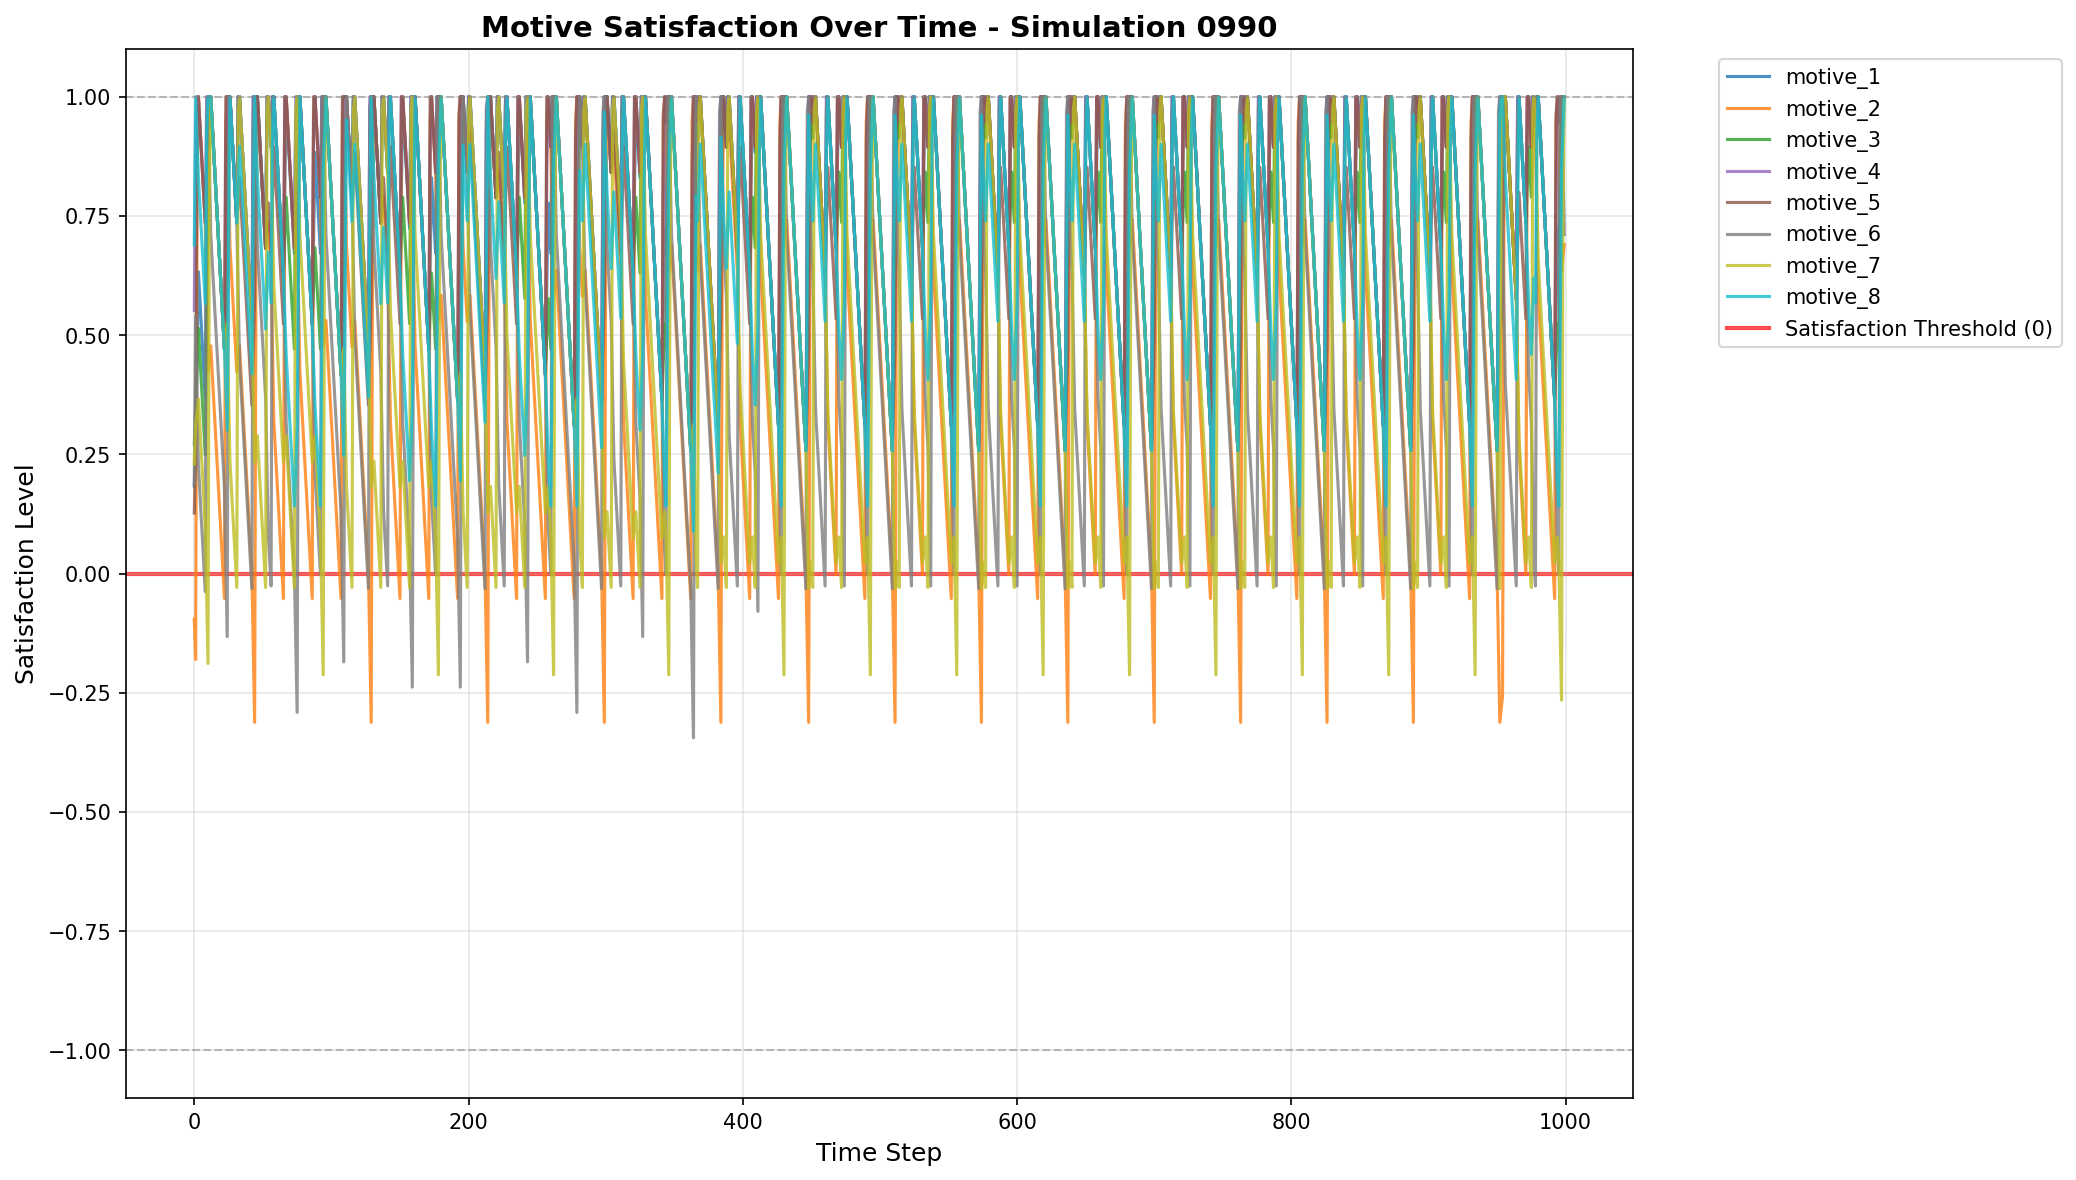 Motive Satisfaction Over Time - Simulation 0990
1.00
0.75
0.50
0.25
0.00
−0.25
−0.50
−0.75
−1.00
Satisfaction Level
0
200
400
600
800
1000
Time Step
motive_1
motive_2
motive_3
motive_4
motive_5
motive_6
motive_7
motive_8
Satisfaction Threshold (0)